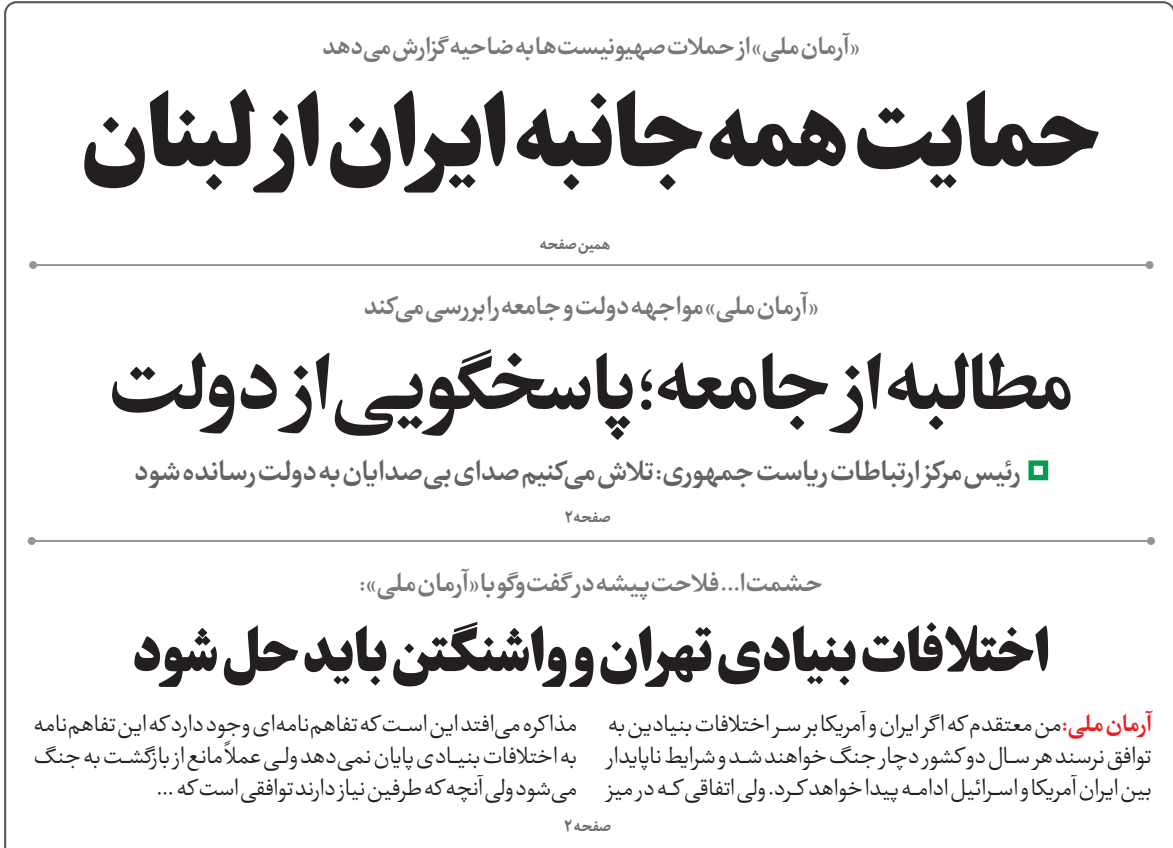 «آرمان ملی» از حملات صهیونیست‌ها به ضاحیه گزارش می‌دهد
حمایت همه جانبه ایران از لبنان
همین صفحه
«آرمان ملی» مواجهه دولت و جامعه را بررسی می‌کند
مطالبه از جامعه؛ پاسخگویی از دولت
رئیس مرکز ارتباطات ریاست جمهوری: تلاش می‌کنیم صدای بی‌صدایان به دولت رسانده شود
صفحه ۲
حشمت‌ا... فلاحت پیشه در گفت‌وگو با «آرمان ملی»:
اختلافات بنیادی تهران و واشنگتن باید حل شود
آرمان ملی: من معتقدم که اگر ایران و آمریکا بر سر اختلافات بنیادین به
توافق نرسند هر سال دو کشور دچار جنگ خواهند شد و شرایط ناپایدار
بین ایران آمریکا و اسرائیل ادامه پیدا خواهد کرد. ولی اتفاقی که در میز
مذاکره می‌افتد این است که تفاهم‌نامه‌ای وجود دارد که این تفاهم‌نامه
به اختلافات بنیادی پایان نمی‌دهد ولی عملاً مانع از بازگشت به جنگ
می‌شود ولی آنچه که طرفین نیاز دارند توافقی است که ...
صفحه ۲